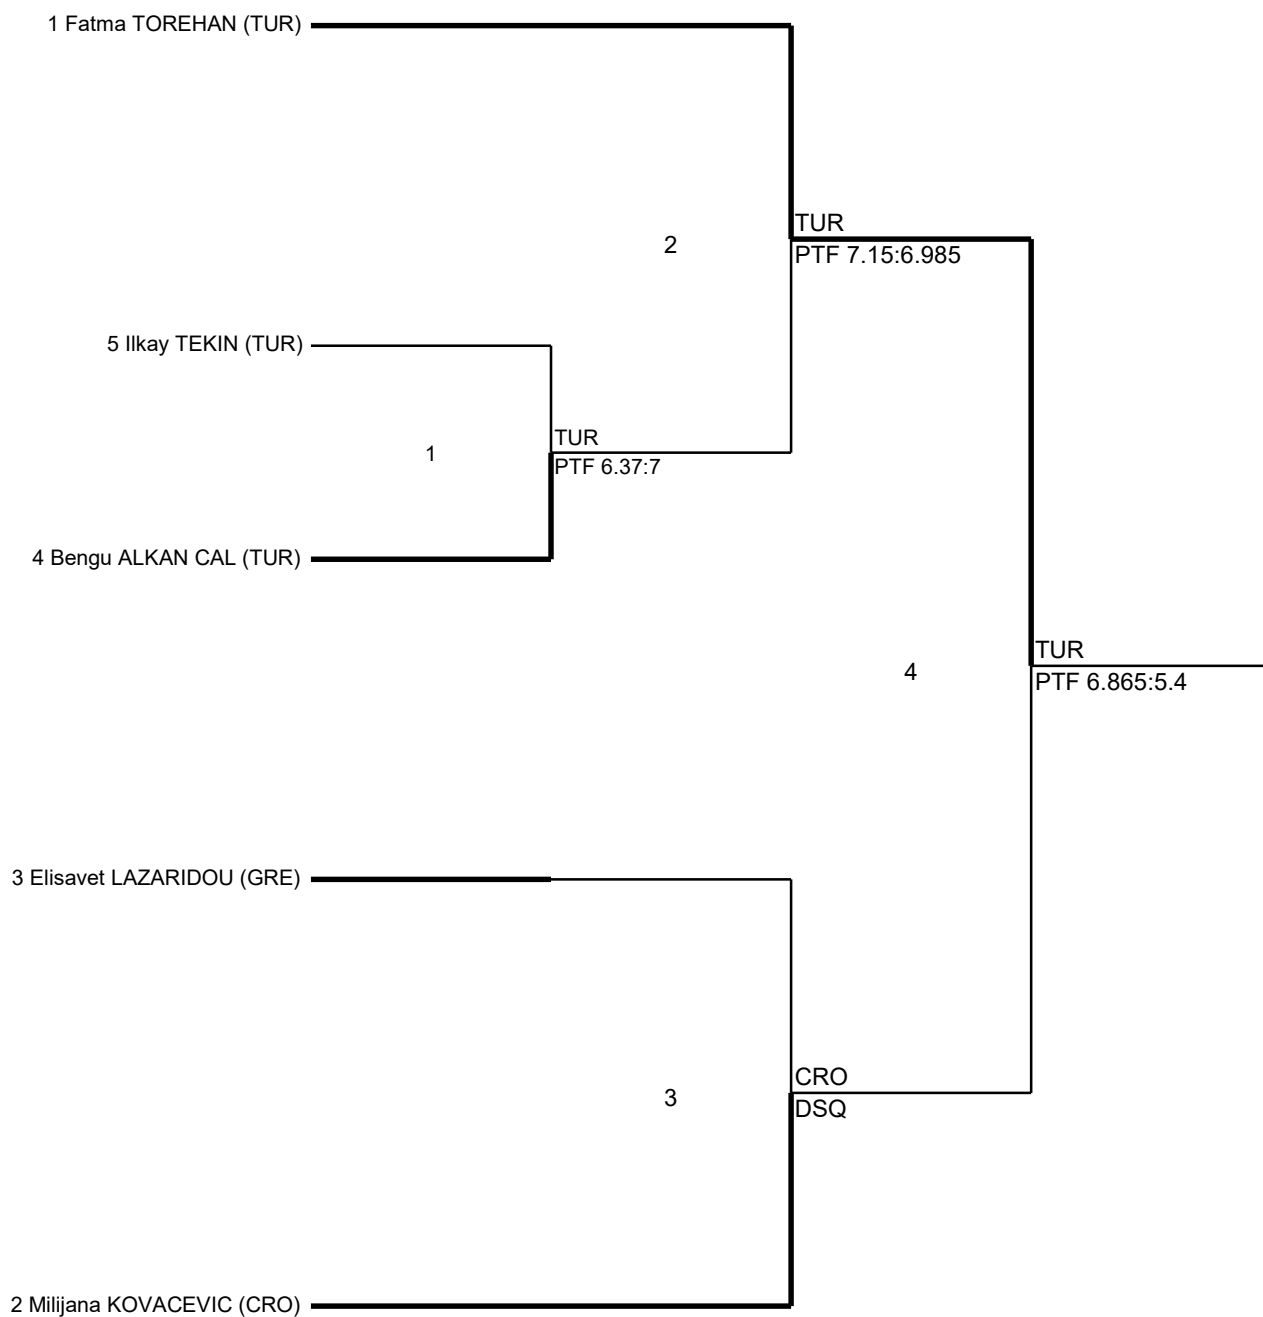 1 Fatma TOREHAN (TUR)
TUR
2
PTF 7.15:6.985
5 Ilkay TEKIN (TUR)
TUR
1
PTF 6.37:7
4 Bengu ALKAN CAL (TUR)
TUR
4
PTF 6.865:5.4
3 Elisavet LAZARIDOU (GRE)
CRO
3
DSQ
2 Milijana KOVACEVIC (CRO)